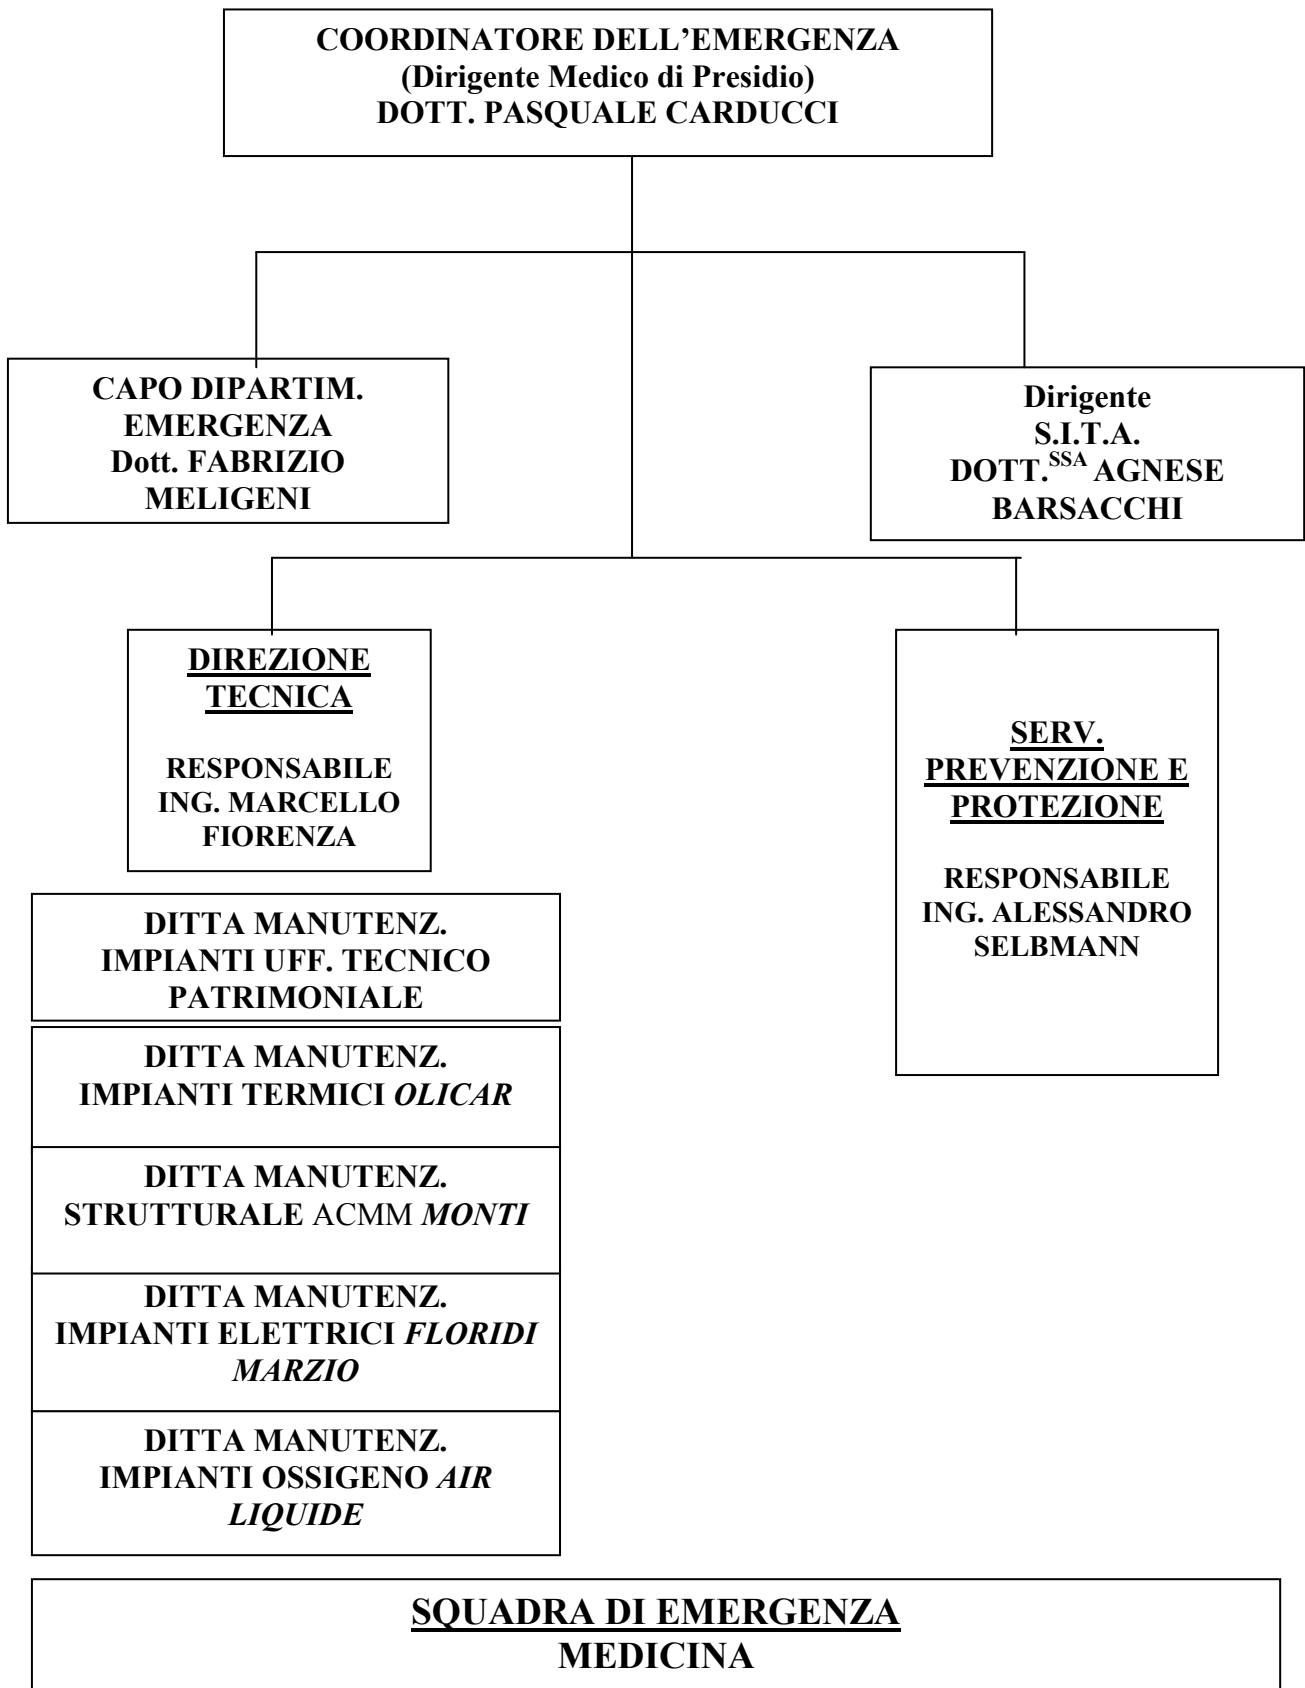 COORDINATORE DELL’EMERGENZA
(Dirigente Medico di Presidio)
DOTT. PASQUALE CARDUCCI
CAPO DIPARTIM.
EMERGENZA
Dott. FABRIZIO
MELIGENI
Dirigente
S.I.T.A.
DOTT.SSA AGNESE
BARSACCHI
DIREZIONE
TECNICA
RESPONSABILE
ING. MARCELLO
FIORENZA
SERV.
PREVENZIONE E
PROTEZIONE
RESPONSABILE
ING. ALESSANDRO
SELBMANN
DITTA MANUTENZ.
IMPIANTI UFF. TECNICO
PATRIMONIALE
DITTA MANUTENZ.
IMPIANTI TERMICI OLICAR
DITTA MANUTENZ.
STRUTTURALE ACMM MONTI
DITTA MANUTENZ.
IMPIANTI ELETTRICI FLORIDI
MARZIO
DITTA MANUTENZ.
IMPIANTI OSSIGENO AIR
LIQUIDE
SQUADRA DI EMERGENZA
MEDICINA